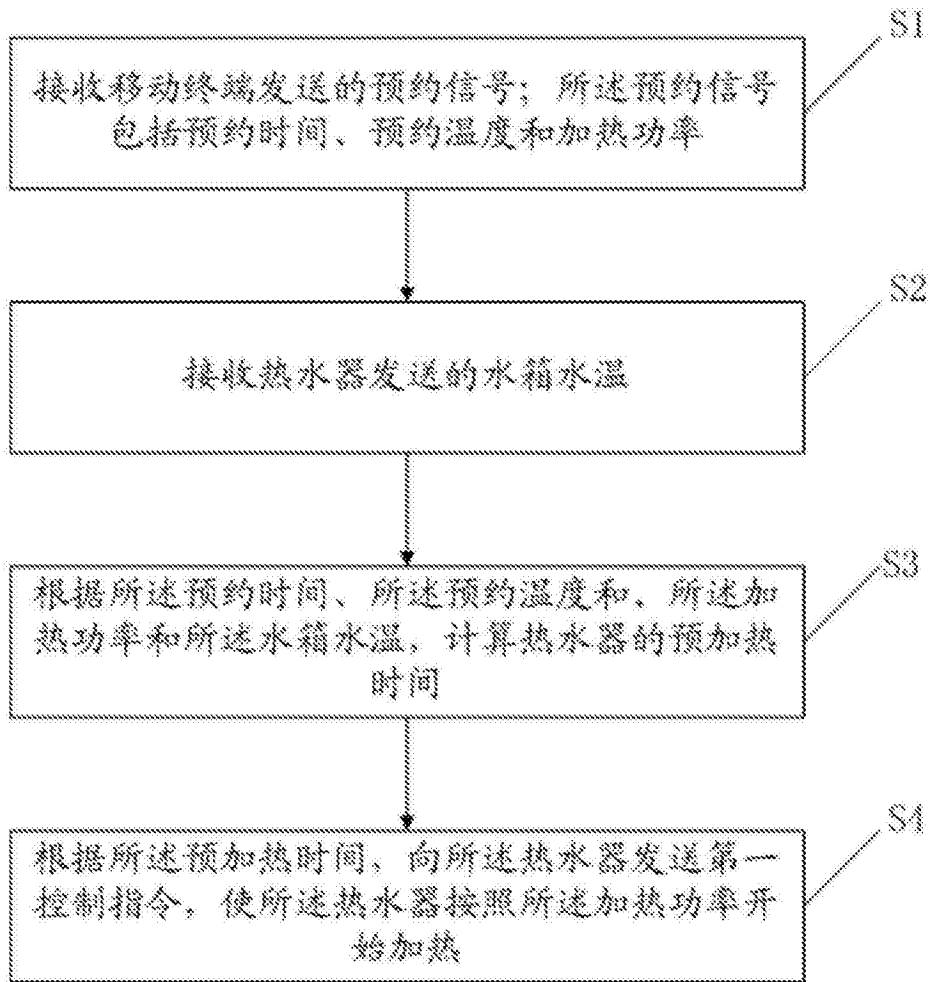 S1
接收移动终端发送的预约信号；所述预约信号
包括预约时间、预约温度和加热功率
S2
接收热水器发送的水箱水温
S3
根据所述预约时间、所述预约温度和、所述加
热功率和所述水箱水温，计算热水器的预加热
时间
S4
根据所述预加热时间，向所述热水器发送第一
控制指令，使所述热水器按照所述加热功率开
始加热